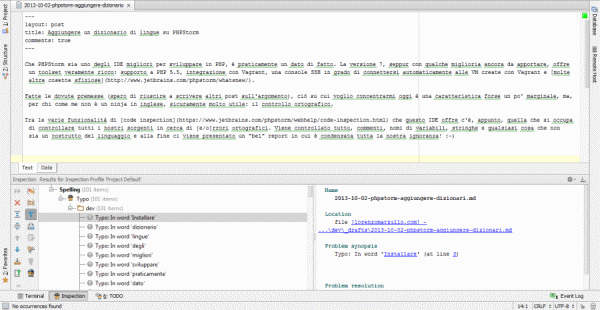 2013-10-02-phpstorm-aggiungere-dizionario
---
layout: post
title: Aggiungere un dizionario di lingue su PHPStorm
comments: true
---
Che PHPStorm sia uno degli IDE migliori per sviluppare in PHP, è praticamente un dato di fatto. La versione 7, seppur con qualche miglioria ancora da apportare, offre
un toolset veramente ricco: supporto a PHP 5.5, integrazione con Vagrant, una console SSH in grado di connettersi automaticamente alle VM create con Vagrant e [molte
altre cosette sfiziose](http://www.jetbrains.com/phpstorm/whatsnew/).
Fatte le dovute premesse (spero di riuscire a scrivere altri post sull'argomento), ciò su cui voglio concentrarmi oggi è una caratteristica forse un po' marginale, ma,
per chi come me non è un ninja in inglese, sicuramente molto utile: il controllo ortografico.
Tra le varie funzionalità di [code inspection](https://www.jetbrains.com/phpstorm/webhelp/code-inspection.html) che questo IDE offre c'è, appunto, quella che si occupa
di controllare tutti i nostri sorgenti in cerca di [e/o]rrori ortografici. Viene controllato tutto, commenti, nomi di variabili, stringhe e qualsiasi cosa che non
sia un costrutto del linguaggio e alla fine ci viene presentato un "bel" report in cui è condensata tutta la nostra ignoranza! :-)
1: Project
2: Structure
2: Favorites
Database
Remote Host
Text Data
Inspection Results for Inspection Profile 'Project Default'
Spelling (101 items)
Typo (101 items)
dev (101 items)
Typo: In word 'Installare'
Typo: In word 'dizionario'
Typo: In word 'lingue'
Typo: In word 'degli'
Typo: In word 'migliori'
Typo: In word 'sviluppare'
Typo: In word 'praticamente'
Typo: In word 'dato'
Name
2013-10-02-phpstorm-aggiungere-dizionari.md
Location
file [lorenzomarzullo.com] -
...\dev\_drafts\2013-10-02-phpstorm-aggiungere-dizionari.md
Problem synopsis
Typo: In word 'Installare' (at line 3)
Problem resolution
Terminal Inspection 6: TODO Event Log
No occurrences found 14:1 CRLF UTF-8